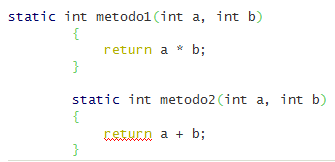 static int metodo1(int a, int b)
{
return a * b;
}
static int metodo2(int a, int b)
{
return a + b;
}